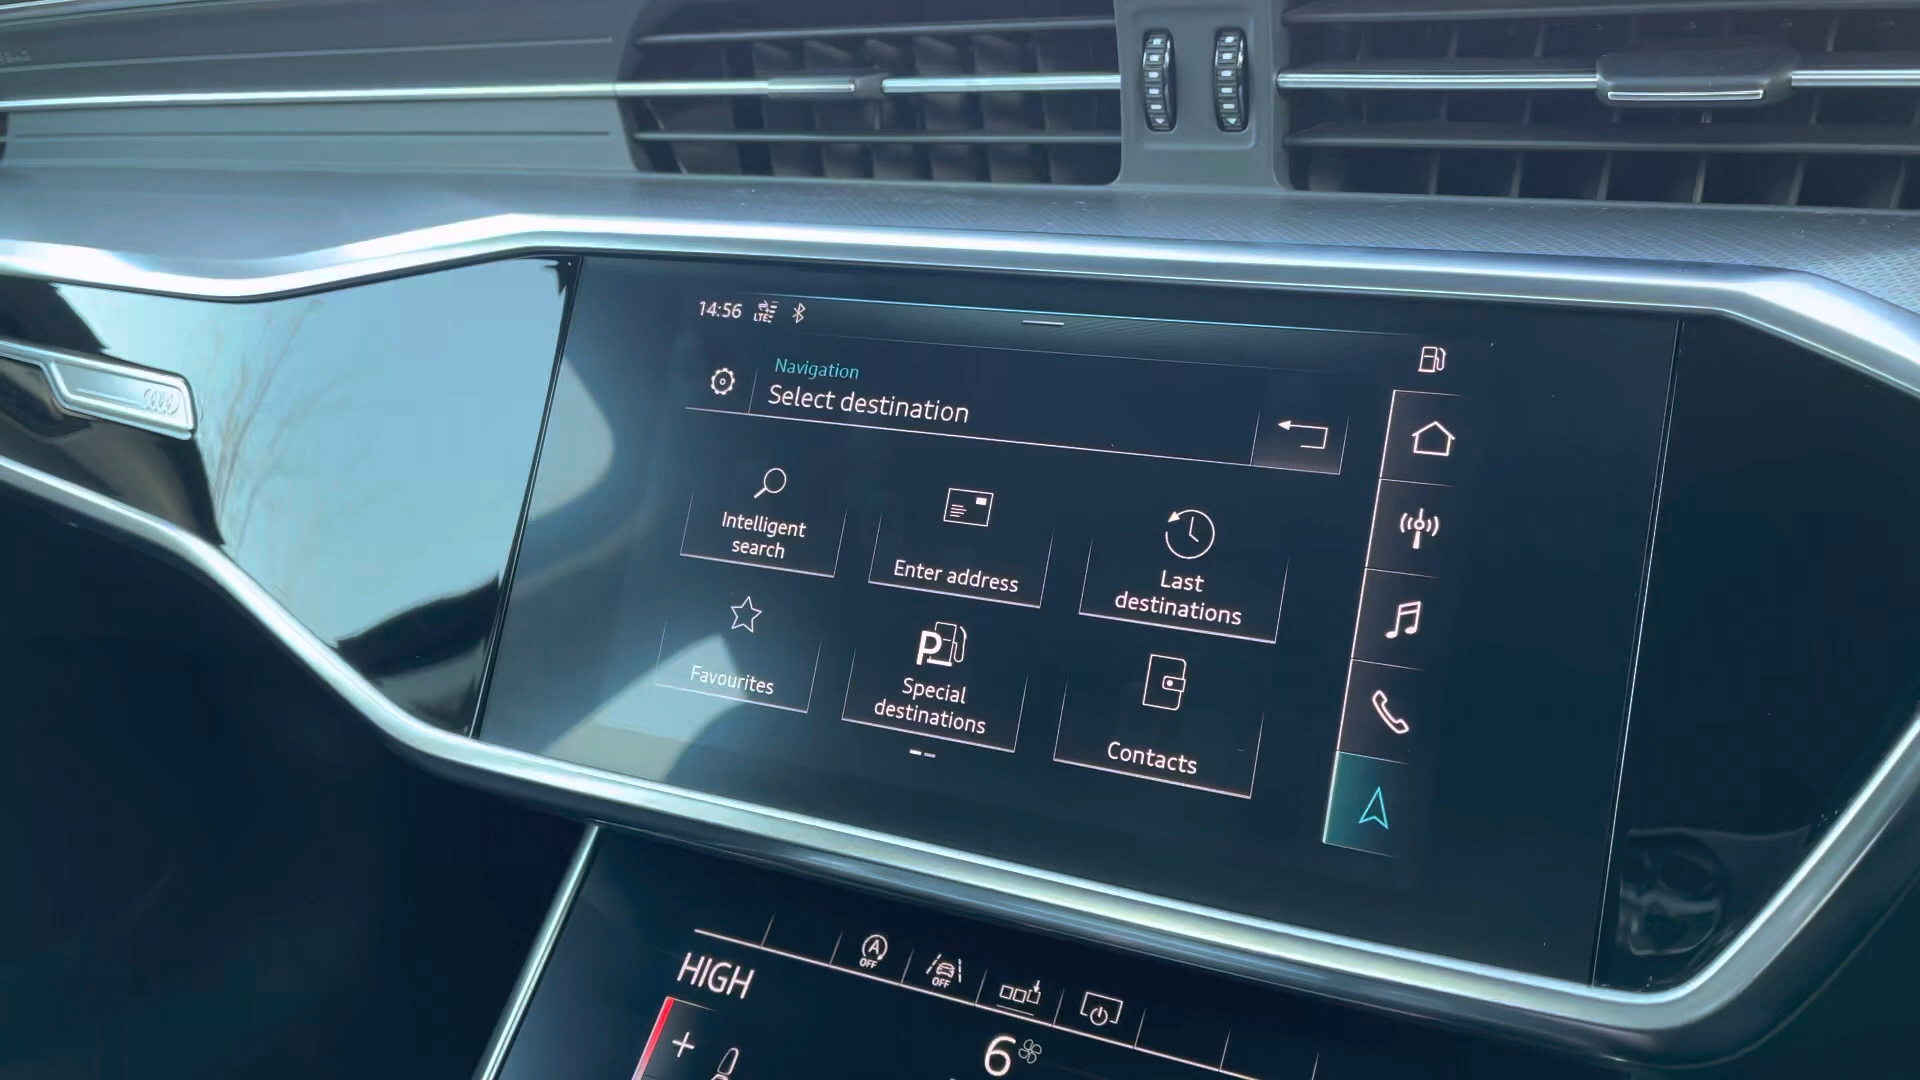 14:56
LTE
Navigation
Select destination
Intelligent
search
Enter address
Last
destinations
Favourites
P
Special
destinations
Contacts
A
OFF
OFF
HIGH
+
6